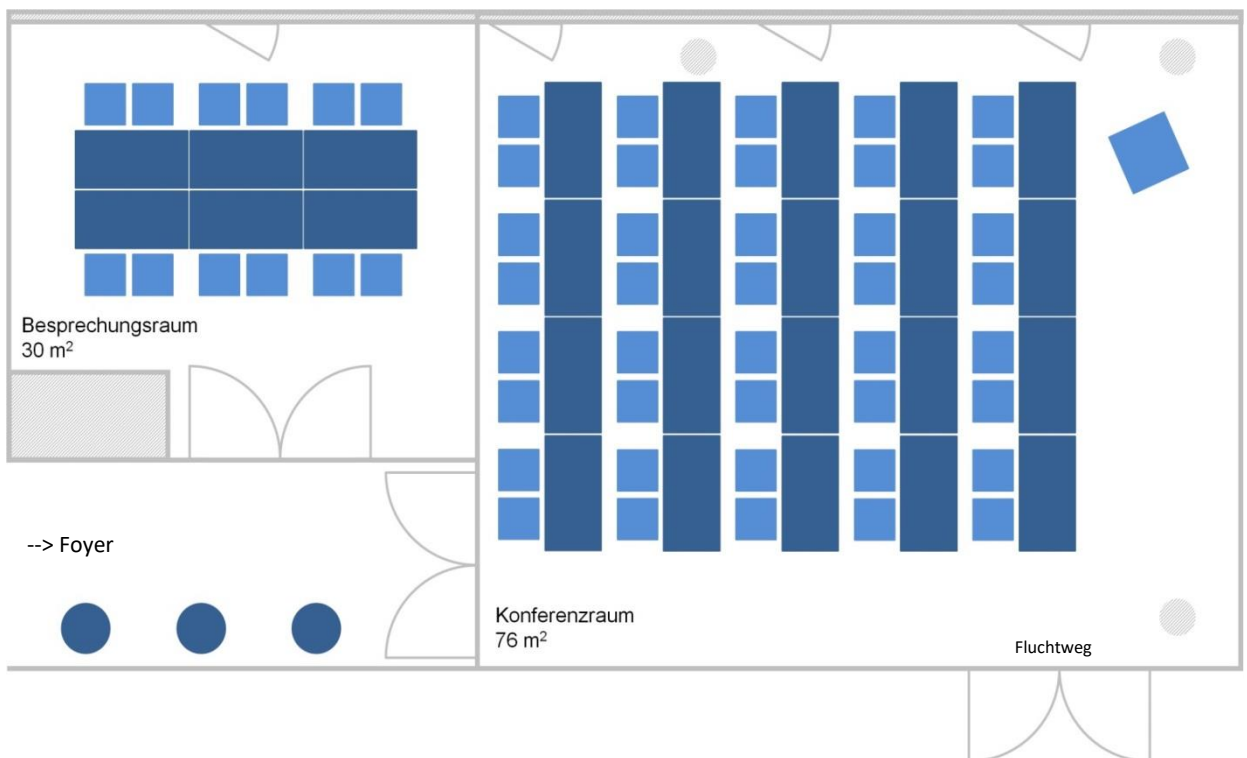 Besprechungsraum
30 m²
--> Foyer
Konferenzraum
76 m²
Fluchtweg